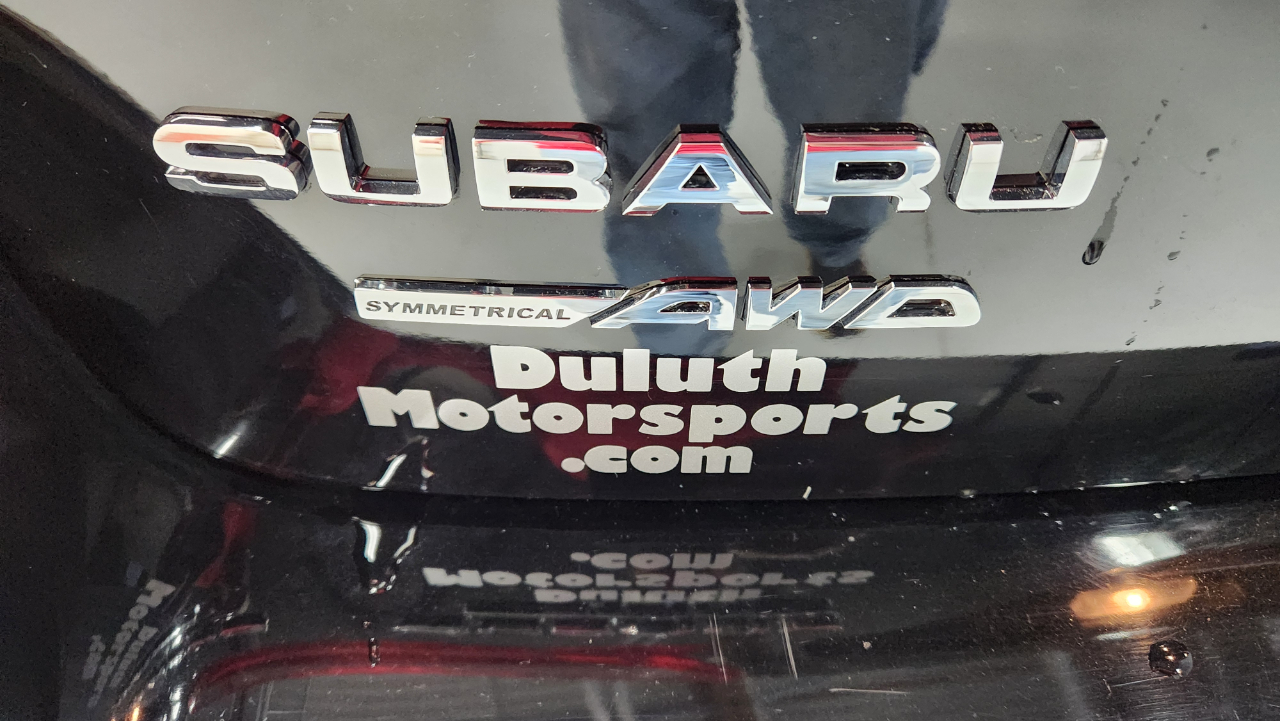 SUBARU
SYMMETRICAL AWD
Duluth
Motorsports
.com